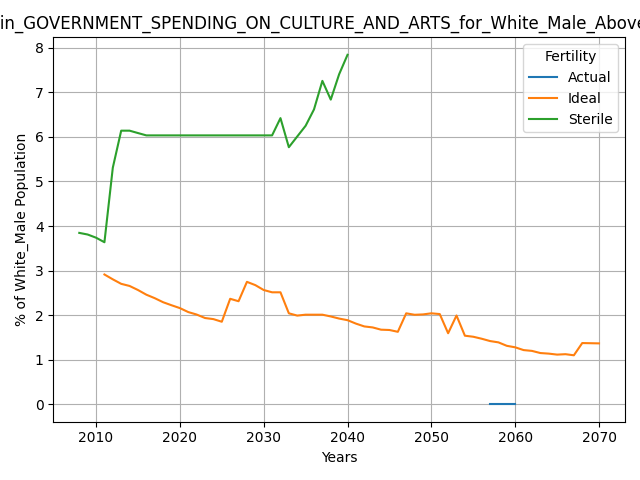 in_GOVERNMENT_SPENDING_ON_CULTURE_AND_ARTS_for_White_Male_Above
Fertility
Actual
Ideal
Sterile
% of White_Male Population
8
7
6
5
4
3
2
1
0
2010 2020 2030 2040 2050 2060 2070
Years